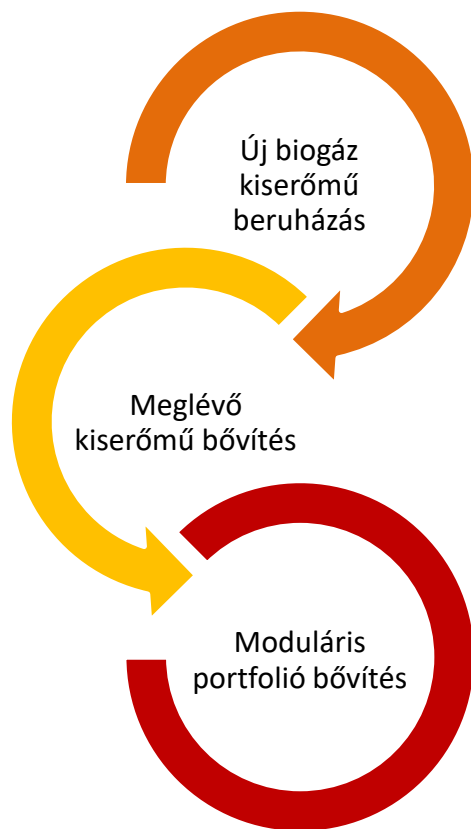 Új biogáz
kiserőmű
beruházás
Meglévő
kiserőmű bővítés
Moduláris
portfolió bővítés